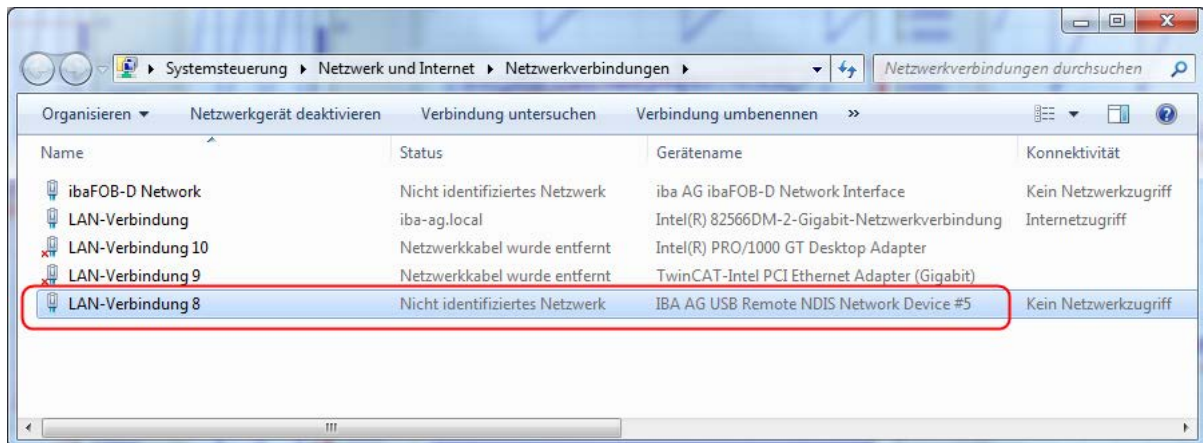 Systemsteuerung Netzwerk und Internet Netzwerkverbindungen Netzwerkverbindungen durchsuchen
Organisieren Netzwerkgerät deaktivieren Verbindung untersuchen Verbindung umbenennen »
Name Status Gerätename Konnektivität
ibaFOB-D Network Nicht identifiziertes Netzwerk iba AG ibaFOB-D Network Interface Kein Netzwerkzugriff
LAN-Verbindung iba-ag.local Intel(R) 82566DM-2-Gigabit-Netzwerkverbindung Internetzugriff
LAN-Verbindung 10 Netzwerkkabel wurde entfernt Intel(R) PRO/1000 GT Desktop Adapter
LAN-Verbindung 9 Netzwerkkabel wurde entfernt TwinCAT-Intel PCI Ethernet Adapter (Gigabit)
LAN-Verbindung 8 Nicht identifiziertes Netzwerk IBA AG USB Remote NDIS Network Device #5 Kein Netzwerkzugriff